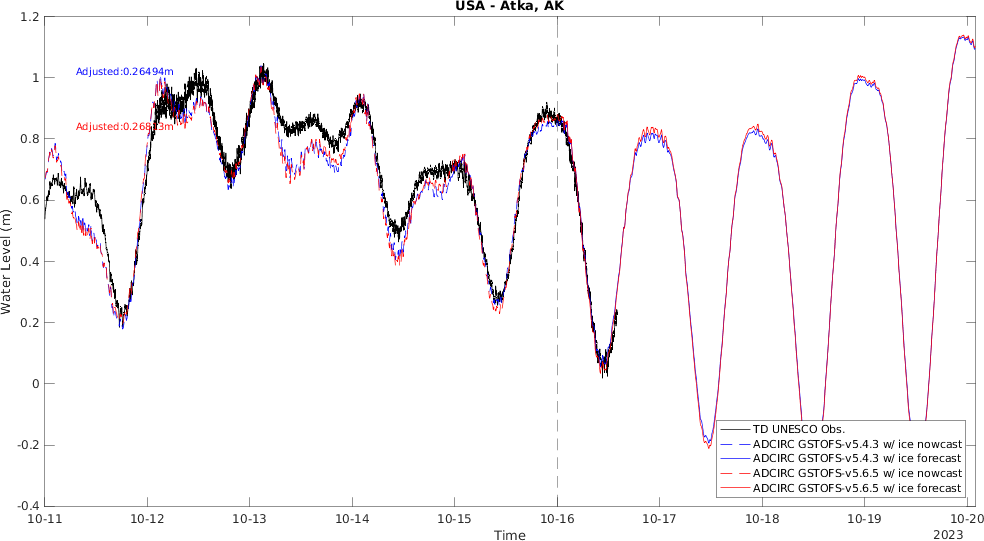 USA - Atka, AK
Adjusted:0.26494m
Water Level (m)
1.2
1
0.8
0.6
0.4
0.2
0
-0.2
-0.4
TD UNESCO Obs.
ADCIRC GSTOFS-v5.4.3 w/ ice nowcast
ADCIRC GSTOFS-v5.4.3 w/ ice forecast
ADCIRC GSTOFS-v5.6.5 w/ ice nowcast
ADCIRC GSTOFS-v5.6.5 w/ ice forecast
10-11 10-12 10-13 10-14 10-15 10-16 10-17 10-18 10-19 10-20
Time
2023